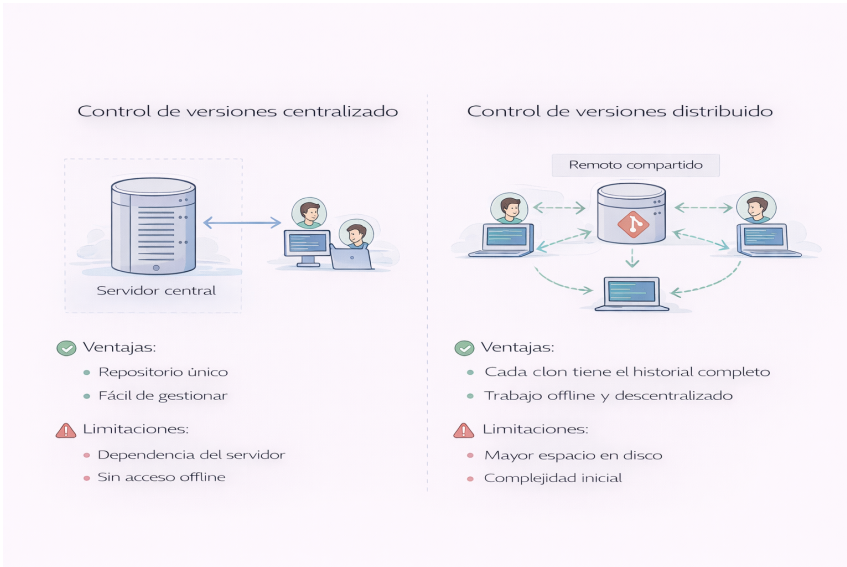 Control de versiones centralizado
Servidor central
Ventajas:
Repositorio único
Fácil de gestionar
Limitaciones:
Dependencia del servidor
Sin acceso offline
Control de versiones distribuido
Remoto compartido
Ventajas:
Cada clon tiene el historial completo
Trabajo offline y descentralizado
Limitaciones:
Mayor espacio en disco
Complejidad inicial